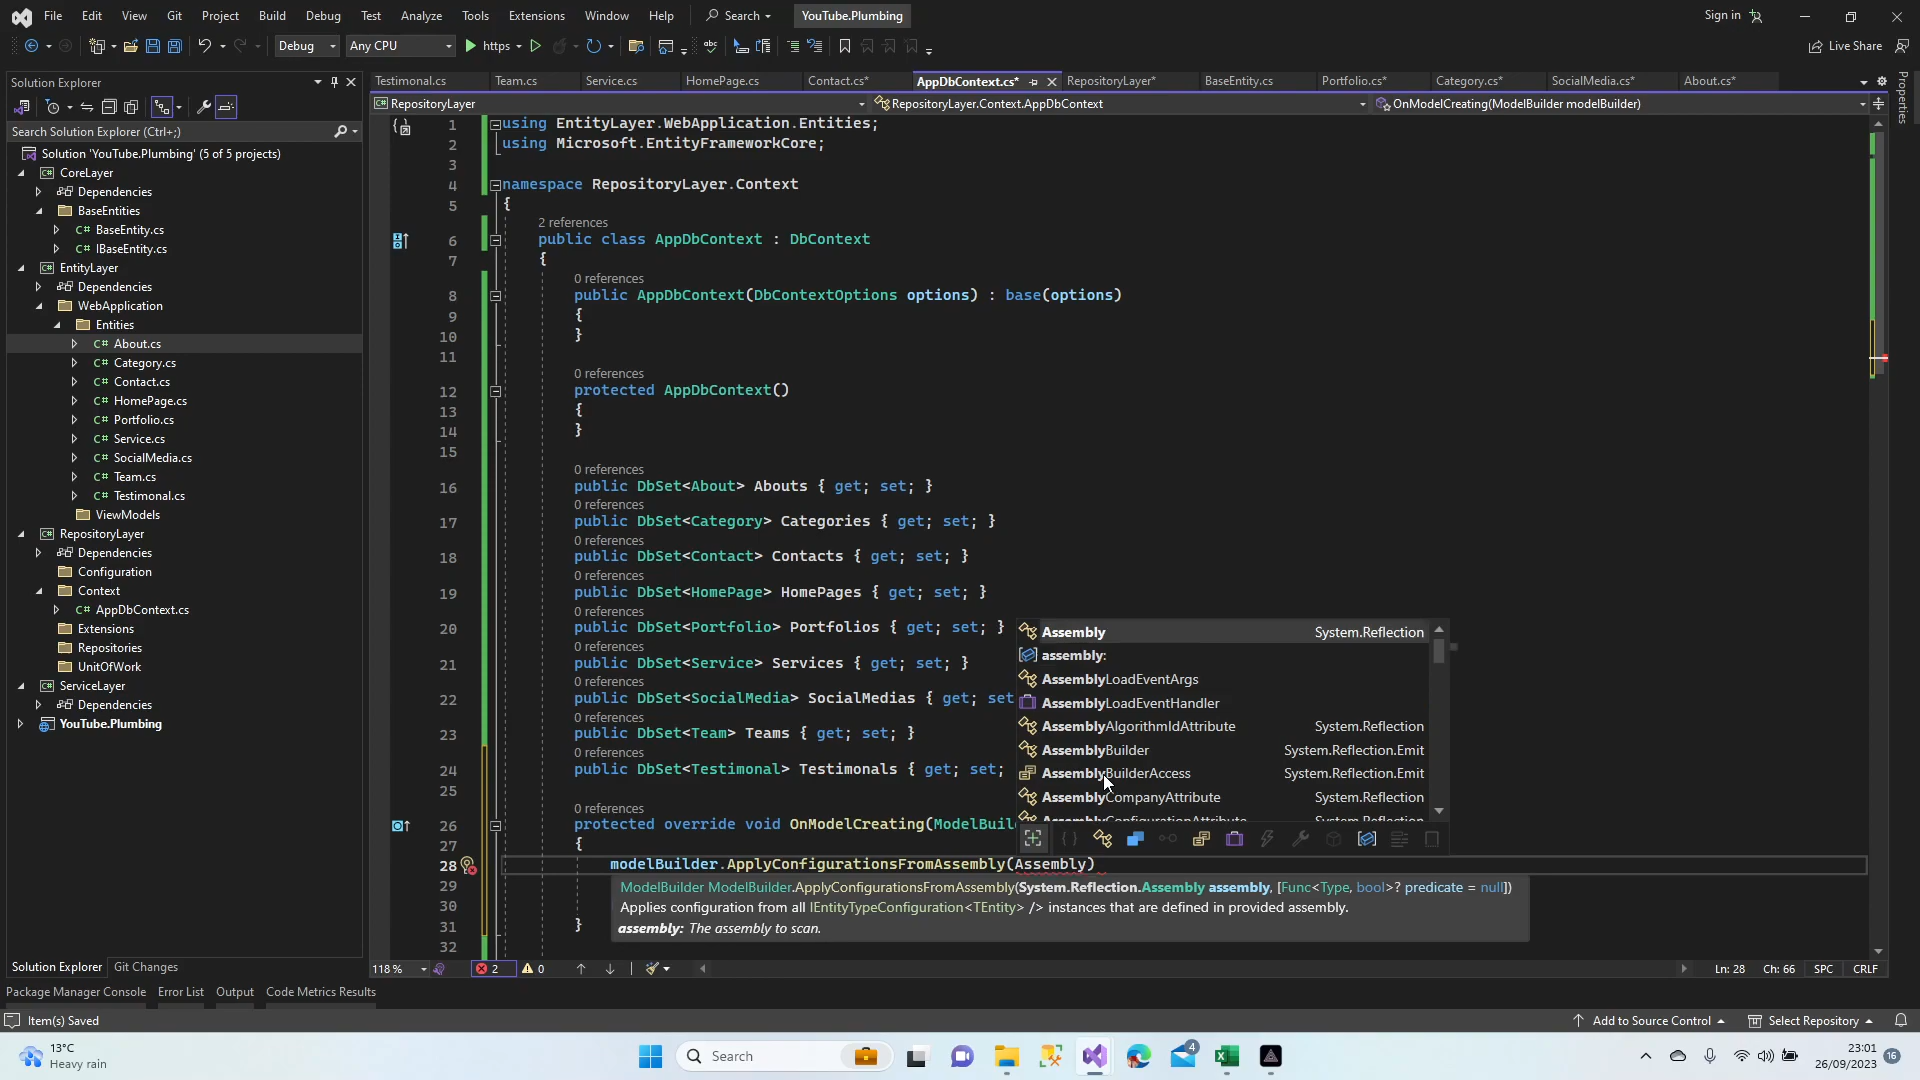 File Edit View Git Project Build Debug Test Analyze Tools Extensions Window Help Search YouTube.Plumbing Sign in
Debug Any CPU https Live Share
Solution Explorer
Search Solution Explorer (Ctrl+;)
Solution 'YouTube.Plumbing' (5 of 5 projects)
CoreLayer
Dependencies
BaseEntities
C# BaseEntity.cs
C# IBaseEntity.cs
EntityLayer
Dependencies
WebApplication
Entities
C# About.cs
C# Category.cs
C# Contact.cs
C# HomePage.cs
C# Portfolio.cs
C# Service.cs
C# SocialMedia.cs
C# Team.cs
C# Testimonal.cs
ViewModels
RepositoryLayer
Dependencies
Configuration
Context
C# AppDbContext.cs
Extensions
Repositories
UnitOfWork
ServiceLayer
Dependencies
YouTube.Plumbing
Solution Explorer Git Changes
Testimonal.cs Team.cs Service.cs HomePage.cs Contact.cs* AppDbContext.cs* RepositoryLayer* BaseEntity.cs Portfolio.cs* Category.cs* SocialMedia.cs* About.cs*
Properties
RepositoryLayer RepositoryLayer.Context.AppDbContext OnModelCreating(ModelBuilder modelBuilder)
1 using EntityLayer.WebApplication.Entities;
2 using Microsoft.EntityFrameworkCore;
3
4 namespace RepositoryLayer.Context
5 {
2 references
6 public class AppDbContext : DbContext
7 {
0 references
8 public AppDbContext(DbContextOptions options) : base(options)
9 {
10 }
11
0 references
12 protected AppDbContext()
13 {
14 }
15
0 references
16 public DbSet<About> Abouts { get; set; }
0 references
17 public DbSet<Category> Categories { get; set; }
0 references
18 public DbSet<Contact> Contacts { get; set; }
0 references
19 public DbSet<HomePage> HomePages { get; set; }
0 references
20 public DbSet<Portfolio> Portfolios { get; set; }
0 references
21 public DbSet<Service> Services { get; set; }
0 references
22 public DbSet<SocialMedia> SocialMedias { get; set
0 references
23 public DbSet<Team> Teams { get; set; }
0 references
24 public DbSet<Testimonal> Testimonals { get; set;
25
0 references
26 protected override void OnModelCreating(ModelBuil
27 {
28 modelBuilder.ApplyConfigurationsFromAssembly(Assembly)
29
30
31 }
32
Assembly System.Reflection
assembly:
AssemblyLoadEventArgs
AssemblyLoadEventHandler
AssemblyAlgorithmIdAttribute System.Reflection
AssemblyBuilder System.Reflection.Emit
AssemblyBuilderAccess System.Reflection.Emit
AssemblyCompanyAttribute System.Reflection
AssemblyConfigurationAttribute System.Reflection
ModelBuilder ModelBuilder.ApplyConfigurationsFromAssembly(System.Reflection.Assembly assembly, [Func<Type, bool>? predicate = null])
Applies configuration from all IEntityTypeConfiguration<TEntity> /> instances that are defined in provided assembly.
assembly: The assembly to scan.
118 % 2 0 Ln: 28 Ch: 66 SPC CRLF
Package Manager Console Error List Output Code Metrics Results
Item(s) Saved Add to Source Control Select Repository
13°C
Heavy rain
Search
4
23:01
26/09/2023
16